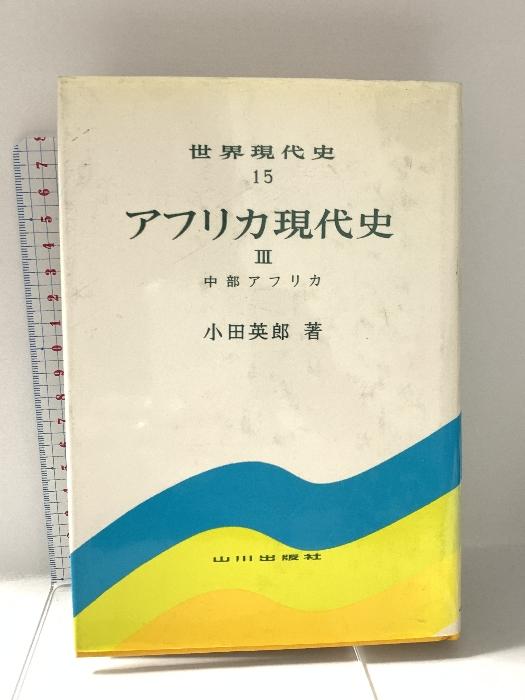 世界現代史
15
アフリカ現代史
Ⅲ
中部アフリカ
小田英郎 著
山川出版社